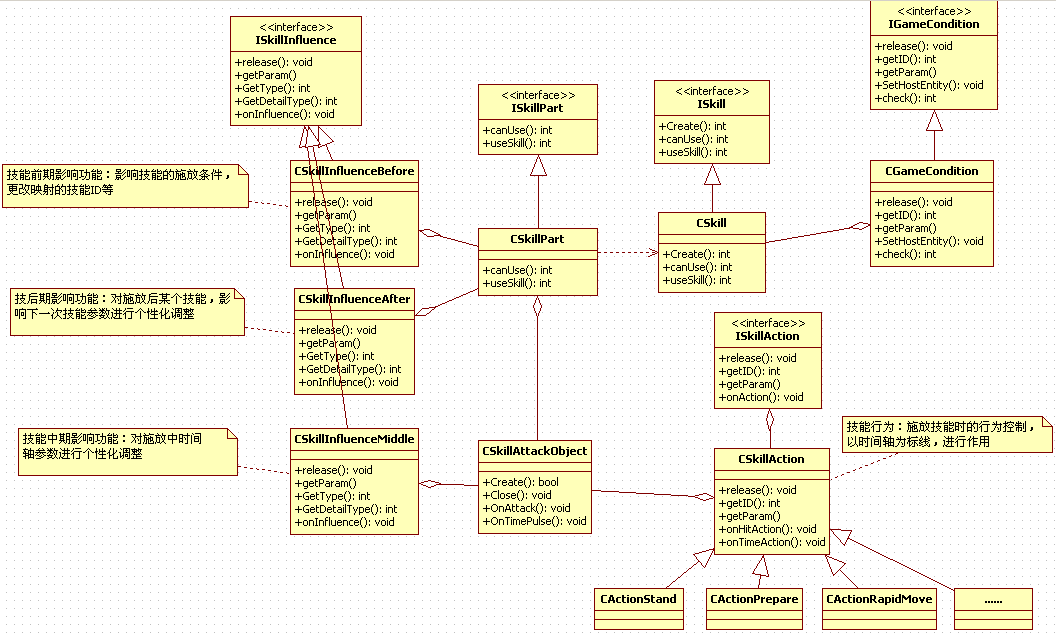 <<interface>>
ISkillInfluence
+release(): void
+getParam()
+GetType(): int
+GetDetailType(): int
+onInfluence(): void
<<interface>>
ISkillPart
+canUse(): int
+useSkill(): int
<<interface>>
ISkill
+Create(): int
+canUse(): int
+useSkill(): int
<<interface>>
IGameCondition
+release(): void
+getID(): int
+getParam()
+SetHostEntity(): void
+check(): int
技能前期影响功能：影响技能的施放条件，
更改映射的技能ID等
CSkillInfluenceBefore
+release(): void
+getParam()
+GetType(): int
+GetDetailType(): int
+onInfluence(): void
CSkillPart
+canUse(): int
+useSkill(): int
CSkill
+Create(): int
+canUse(): int
+useSkill(): int
CGameCondition
+release(): void
+getID(): int
+getParam()
+SetHostEntity(): void
+check(): int
技后期影响功能：对施放后某个技能，影
响下一次技能参数进行个性化调整
CSkillInfluenceAfter
+release(): void
+getParam()
+GetType(): int
+GetDetailType(): int
+onInfluence(): void
<<interface>>
ISkillAction
+release(): void
+getID(): int
+getParam()
+onAction(): void
技能中期影响功能：对施放中时间
轴参数进行个性化调整
CSkillInfluenceMiddle
+release(): void
+getParam()
+GetType(): int
+GetDetailType(): int
+onInfluence(): void
CSkillAttackObject
+Create(): bool
+Close(): void
+OnAttack(): void
+OnTimePulse(): void
CSkillAction
+release(): void
+getID(): int
+getParam()
+onHitAction(): void
+onTimeAction(): void
技能行为：施放技能时的行为控制，
以时间轴为标线，进行作用
CActionStand
CActionPrepare
CActionRapidMove
......